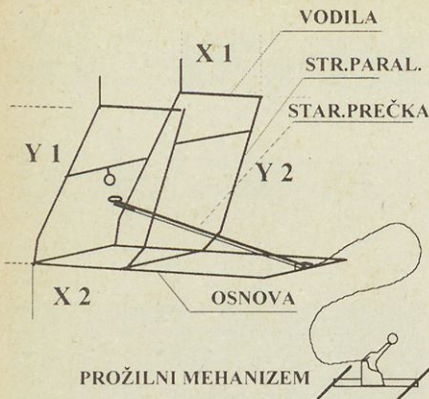 X 1
VODILA
STR.PARAL.
STAR.PREČKA
Y 1
Y 2
X 2
OSNOVA
PROŽILNI MEHANIZEM